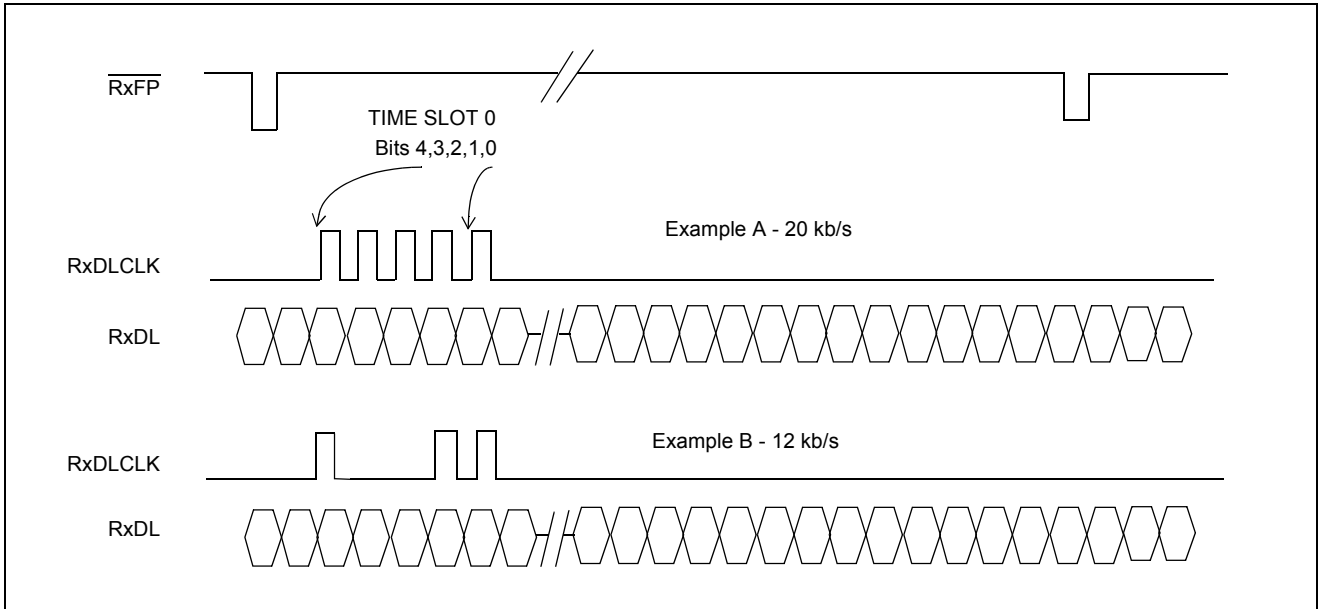 RxFP
TIME SLOT 0
Bits 4,3,2,1,0
Example A - 20 kb/s
RxDLCLK
RxDL
Example B - 12 kb/s
RxDLCLK
RxDL